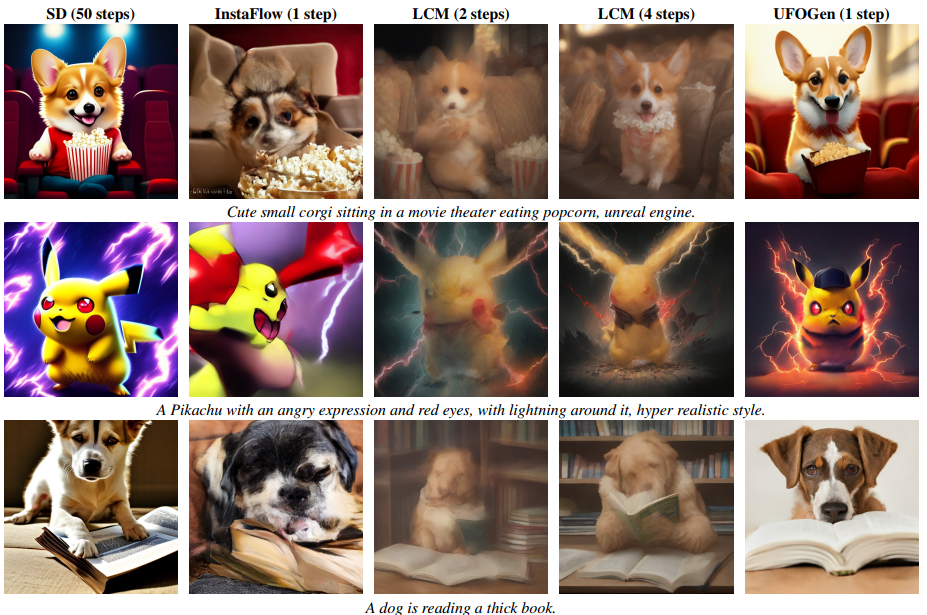 SD (50 steps) InstaFlow (1 step) LCM (2 steps) LCM (4 steps) UFOGen (1 step)
Cute small corgi sitting in a movie theater eating popcorn, unreal engine.
A Pikachu with an angry expression and red eyes, with lightning around it, hyper realistic style.
A dog is reading a thick book.